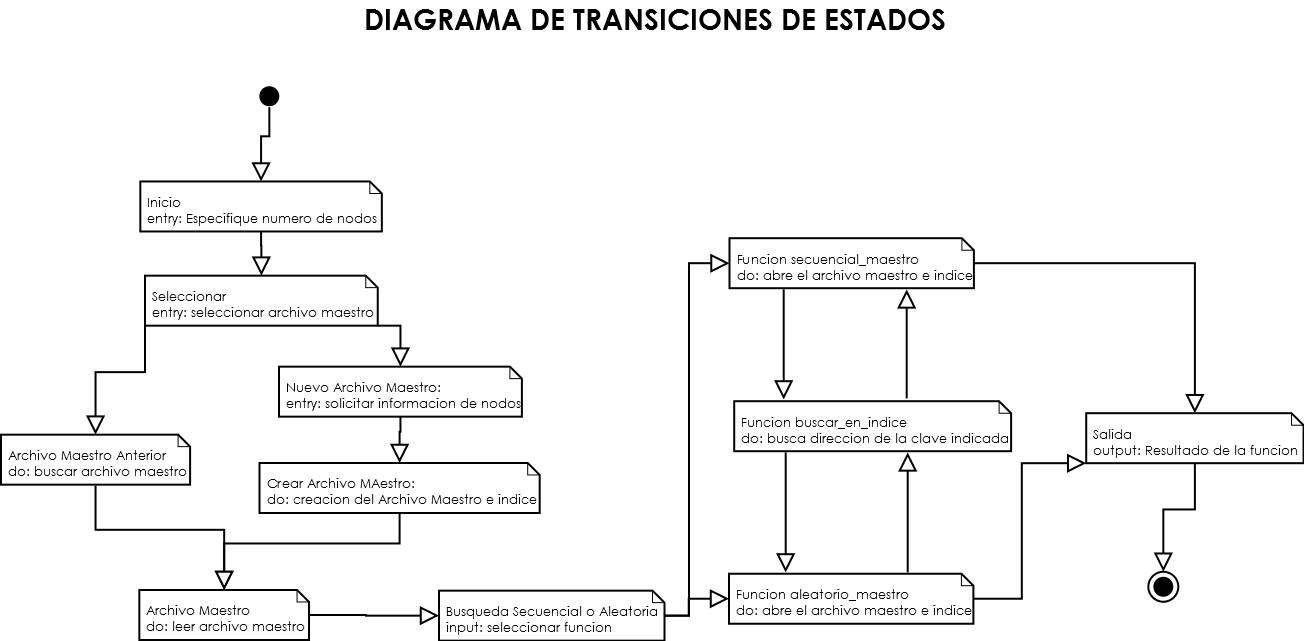 DIAGRAMA DE TRANSICIONES DE ESTADOS
Inicio
entry: Especifique numero de nodos
Seleccionar
entry: seleccionar archivo maestro
Nuevo Archivo Maestro:
entry: solicitar informacion de nodos
Archivo Maestro Anterior
do: buscar archivo maestro
Crear Archivo MAestro:
do: creacion del Archivo Maestro e indice
Archivo Maestro
do: leer archivo maestro
Busqueda Secuencial o Aleatoria
input: seleccionar funcion
Funcion secuencial_maestro
do: abre el archivo maestro e indice
Funcion buscar_en_indice
do: busca direccion de la clave indicada
Funcion aleatorio_maestro
do: abre el archivo maestro e indice
Salida
output: Resultado de la funcion